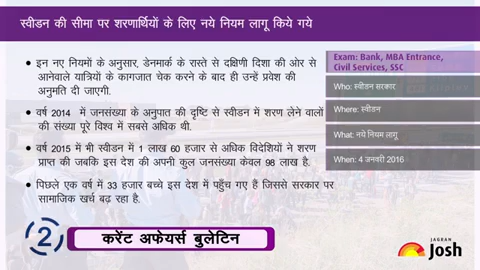 स्वीडन की सीमा पर शरणार्थियों के लिए नये नियम लागू किये गये
• इन नए नियमों के अनुसार, डेनमार्क के रास्ते से दक्षिणी दिशा की ओर से
आनेवाले यात्रियों के कागजात चेक करने के बाद ही उन्हें प्रवेश की
अनुमति दी जाएगी.
• वर्ष 2014 में जनसंख्या के अनुपात की दृष्टि से स्वीडन में शरण लेने वालों
की संख्या पूरे विश्व में सबसे अधिक थी.
• वर्ष 2015 में भी स्वीडन में 1 लाख 60 हजार से अधिक विदेशियों ने शरण
प्राप्त की जबकि इस देश की अपनी कुल जनसंख्या केवल 98 लाख है.
• पिछले एक वर्ष में 33 हजार बच्चे इस देश में पहुँच गए हैं जिससे सरकार पर
सामाजिक खर्च बढ़ रहा है.
Exam: Bank, MBA Entrance,
Civil Services, SSC
Who: स्वीडन सरकार
Where: स्वीडन
What: नये नियम लागू
When: 4 जनवरी 2016
2
करेंट अफेयर्स बुलेटिन
JAGRAN
Josh